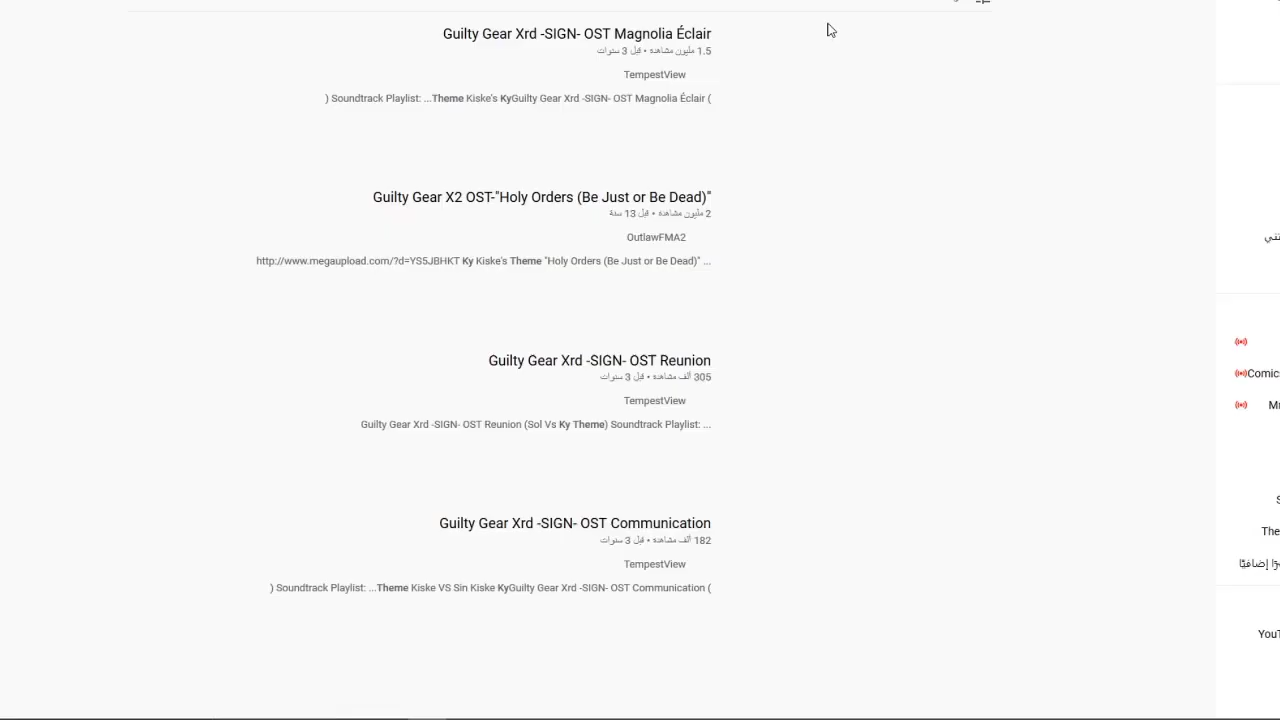 Guilty Gear Xrd -SIGN- OST Magnolia Éclair
1.5 مليون مشاهدة • قبل 3 سنوات
TempestView
) Soundtrack Playlist: ...Theme Kiske's KyGuilty Gear Xrd -SIGN- OST Magnolia Éclair (
Guilty Gear X2 OST-"Holy Orders (Be Just or Be Dead)"
2 مليون مشاهدة • قبل 13 سنة
OutlawFMA2
http://www.megaupload.com/?d=YS5JBHKT Ky Kiske's Theme "Holy Orders (Be Just or Be Dead)" ...
Guilty Gear Xrd -SIGN- OST Reunion
305 ألف مشاهدة • قبل 3 سنوات
TempestView
Guilty Gear Xrd -SIGN- OST Reunion (Sol Vs Ky Theme) Soundtrack Playlist: ...
Guilty Gear Xrd -SIGN- OST Communication
182 ألف مشاهدة • قبل 3 سنوات
TempestView
) Soundtrack Playlist: ...Theme Kiske VS Sin Kiske KyGuilty Gear Xrd -SIGN- OST Communication (
Comics
The
إضافيًا
YouT